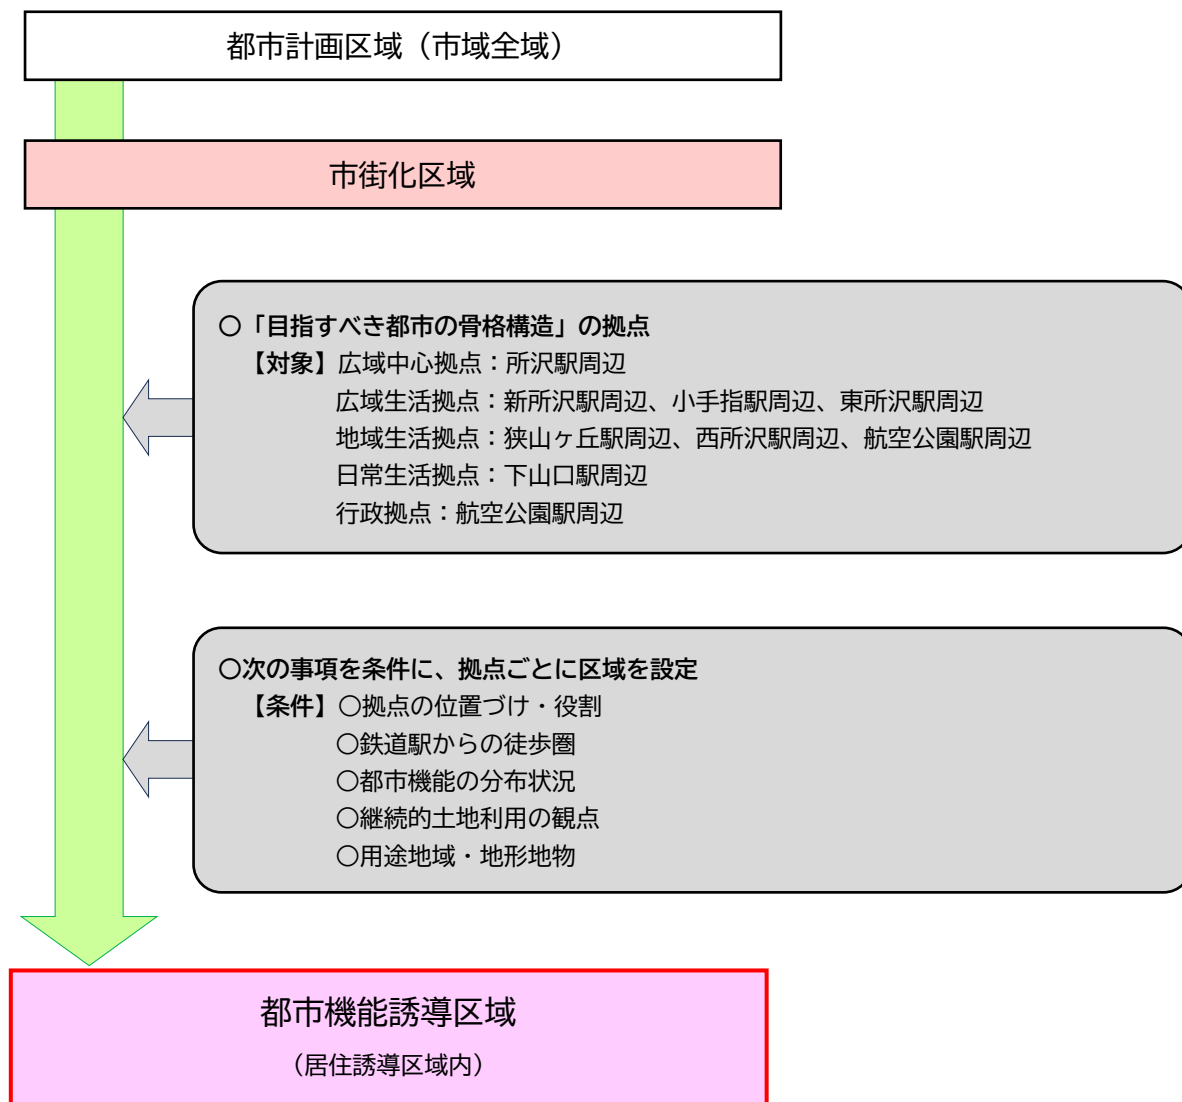 都市計画区域（市域全域）
市街化区域
〇「目指すべき都市の骨格構造」の拠点
【対象】広域中心拠点：所沢駅周辺
広域生活拠点：新所沢駅周辺、小手指駅周辺、東所沢駅周辺
地域生活拠点：狭山ヶ丘駅周辺、西所沢駅周辺、航空公園駅周辺
日常生活拠点：下山口駅周辺
行政拠点：航空公園駅周辺
〇次の事項を条件に、拠点ごとに区域を設定
【条件】〇拠点の位置づけ・役割
〇鉄道駅からの徒歩圏
〇都市機能の分布状況
〇継続的土地利用の観点
〇用途地域・地形地物
都市機能誘導区域
（居住誘導区域内）